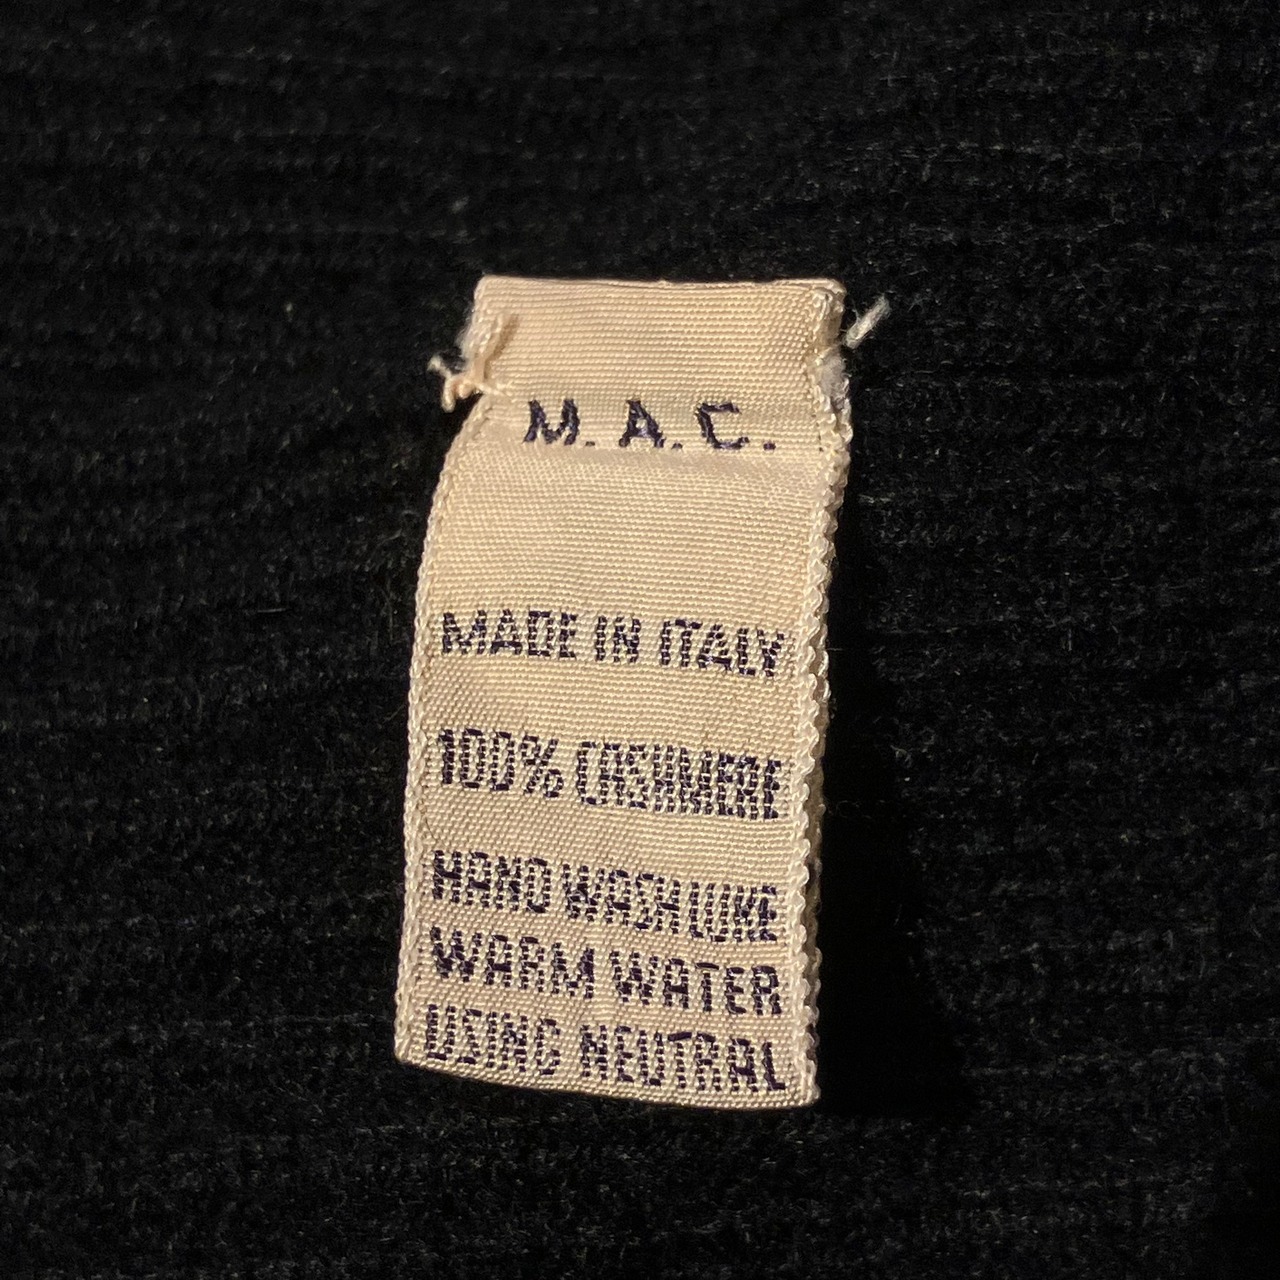 M. A. C.
MADE IN ITALY
100% CASHMERE
HAND WASH LUKE
WARM WATER
USING NEUTRAL